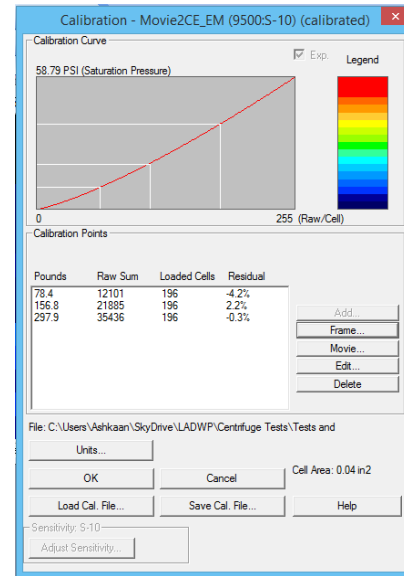 Calibration - Movie2CE_EM (9500:S-10) (calibrated)
Calibration Curve
Exp.
Legend
58.79 PSI (Saturation Pressure)
0
255 (Raw/Cell)
Calibration Points
Pounds Raw Sum Loaded Cells Residual
78.4 12101 196 -4.2%
156.8 21885 196 2.2%
297.9 35436 196 -0.3%
Add...
Frame...
Movie...
Edit...
Delete
File: C:\Users\Ashkaan\SkyDrive\LADWP\Centrifuge Tests\Tests and
Units...
OK
Cancel
Cell Area: 0.04 in2
Load Cal. File...
Save Cal. File...
Help
Sensitivity: S-10
Adjust Sensitivity...